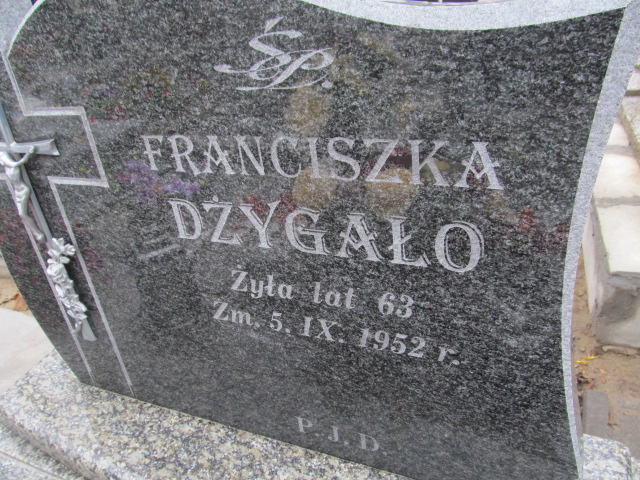 ŚP.
FRANCISZKA
DŻYGAŁO
Żyła lat 63
Zm. 5. IX. 1952 r.
P. J. D.